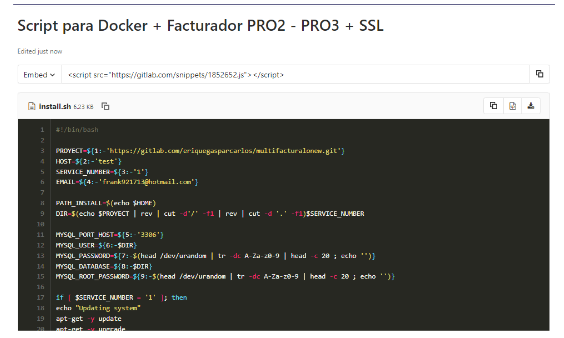 Script para Docker + Facturador PRO2 - PRO3 + SSL
Edited just now
Embed <script src="https://gitlab.com/snippets/1852652.js"></script>
install.sh 6.23 KB
1 #!/bin/bash
2
3 PROYECT=${1:-'https://gitlab.com/eriquegasparcarlos/multifacturalonew.git'}
4 HOST=${2:-'test'}
5 SERVICE_NUMBER=${3:-'1'}
6 EMAIL=${4:-'frank921713@hotmail.com'}
7
8 PATH_INSTALL=$(echo $HOME)
9 DIR=$(echo $PROYECT | rev | cut -d'/' -f1 | rev | cut -d '.' -f1)$SERVICE_NUMBER
10
11 MYSQL_PORT_HOST=${5:-'3306'}
12 MYSQL_USER=${6:-$DIR}
13 MYSQL_PASSWORD=${7:-$(head /dev/urandom | tr -dc A-Za-z0-9 | head -c 20 ; echo '')}
14 MYSQL_DATABASE=${8:-$DIR}
15 MYSQL_ROOT_PASSWORD=${9:-$(head /dev/urandom | tr -dc A-Za-z0-9 | head -c 20 ; echo '')}
16
17 if [ $SERVICE_NUMBER = '1' ]; then
18 echo "Updating system"
19 apt-get -y update
20 apt-get -y upgrade